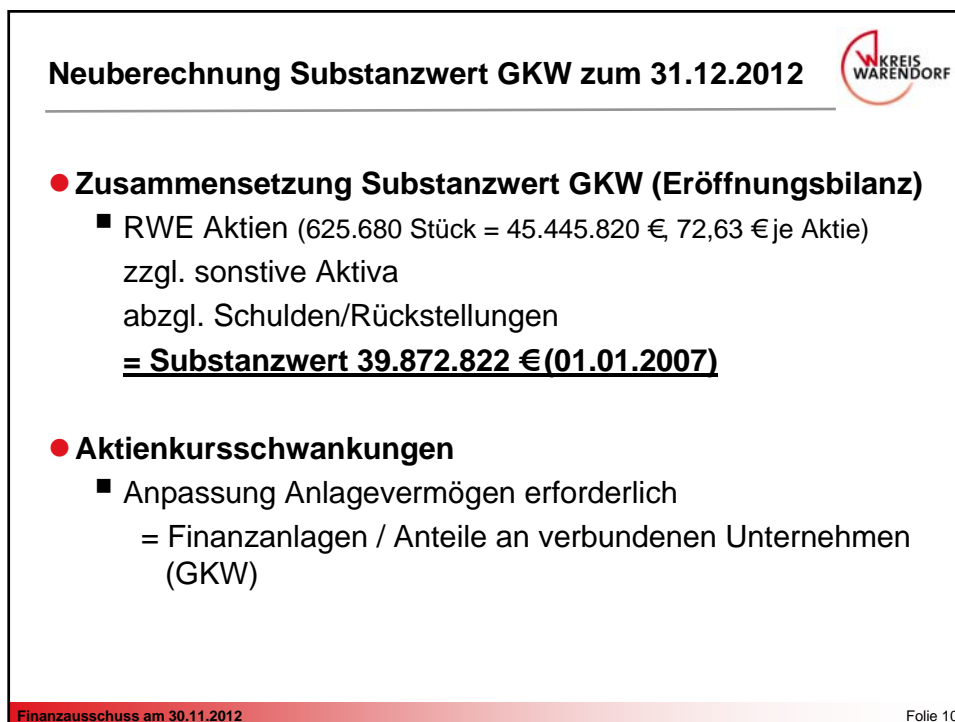 Neuberechnung Substanzwert GKW zum 31.12.2012
KREIS
WARENDORF
Zusammensetzung Substanzwert GKW (Eröffnungsbilanz)
RWE Aktien (625.680 Stück = 45.445.820 €, 72,63 € je Aktie)
zzgl. sonstive Aktiva
abzgl. Schulden/Rückstellungen
= Substanzwert 39.872.822 € (01.01.2007)
Aktienkursschwankungen
Anpassung Anlagevermögen erforderlich
= Finanzanlagen / Anteile an verbundenen Unternehmen
(GKW)
Finanzausschuss am 30.11.2012 Folie 10